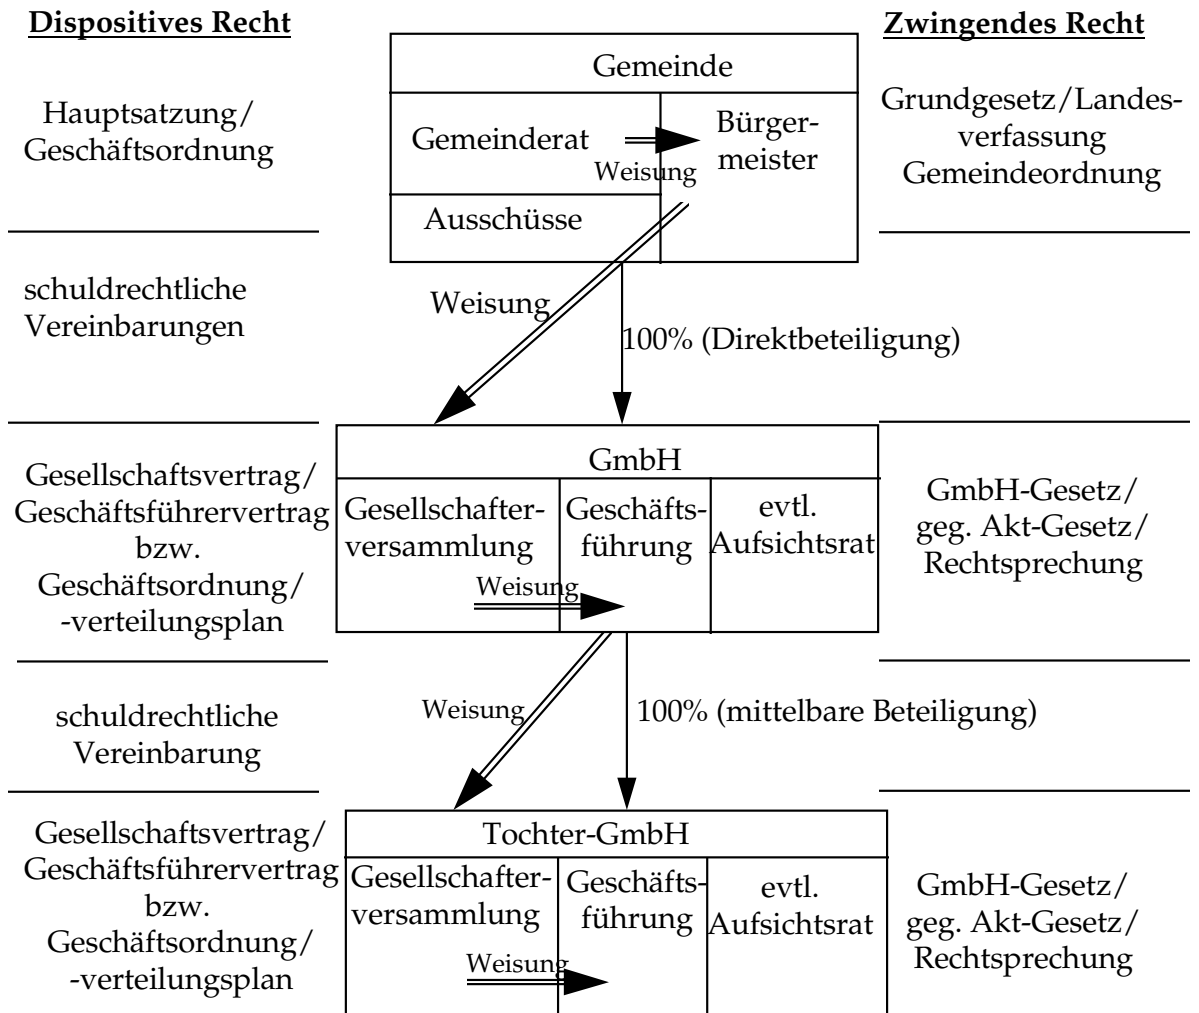 Dispositives Recht
Zwingendes Recht
Gemeinde
Hauptsatzung/
Geschäftsordnung
Gemeinderat
Weisung
Bürger-
meister
Ausschüsse
Grundgesetz/Landes-
verfassung
Gemeindeordnung
schuldrechtliche
Vereinbarungen
Weisung
100% (Direktbeteiligung)
GmbH
Gesellschaftsvertrag/
Geschäftsführervertrag
bzw.
Geschäftsordnung/
-verteilungsplan
Gesellschafter-
versammlung
Weisung
Geschäfts-
führung
evtl.
Aufsichtsrat
GmbH-Gesetz/
geg. Akt-Gesetz/
Rechtsprechung
schuldrechtliche
Vereinbarung
Weisung
100% (mittelbare Beteiligung)
Tochter-GmbH
Gesellschaftsvertrag/
Geschäftsführervertrag
bzw.
Geschäftsordnung/
-verteilungsplan
Gesellschafter-
versammlung
Weisung
Geschäfts-
führung
evtl.
Aufsichtsrat
GmbH-Gesetz/
geg. Akt-Gesetz/
Rechtsprechung